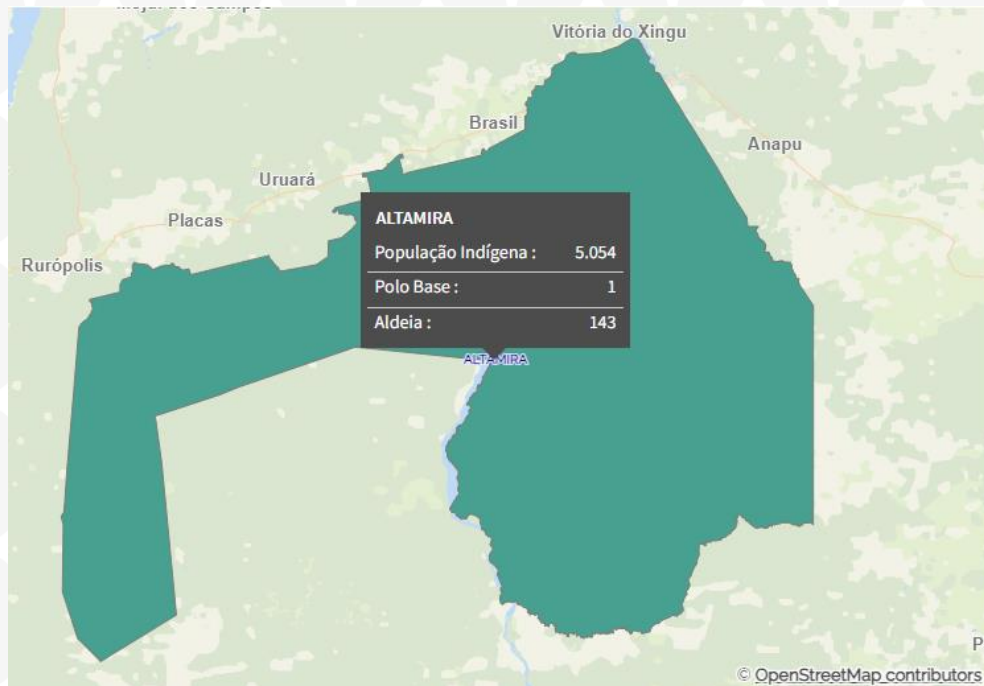 Vitória do Xingu
Brasil
Anapu
Uruará
Placas
Rurópolis
ALTAMIRA
População Indígena : 5.054
Polo Base : 1
Aldeia : 143
ALTAMIRA
P
© OpenStreetMap contributors